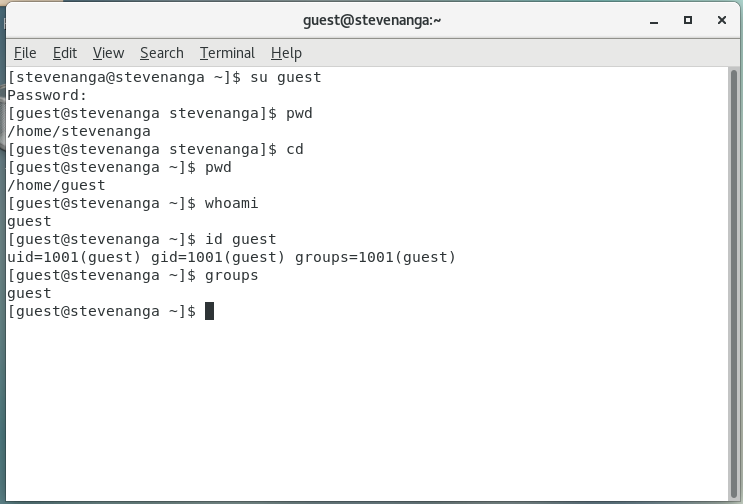 guest@stevenanga:~
File Edit View Search Terminal Help
[stevenanga@stevenanga ~]$ su guest
Password:
[guest@stevenanga stevenanga]$ pwd
/home/stevenanga
[guest@stevenanga stevenanga]$ cd
[guest@stevenanga ~]$ pwd
/home/guest
[guest@stevenanga ~]$ whoami
guest
[guest@stevenanga ~]$ id guest
uid=1001(guest) gid=1001(guest) groups=1001(guest)
[guest@stevenanga ~]$ groups
guest
[guest@stevenanga ~]$